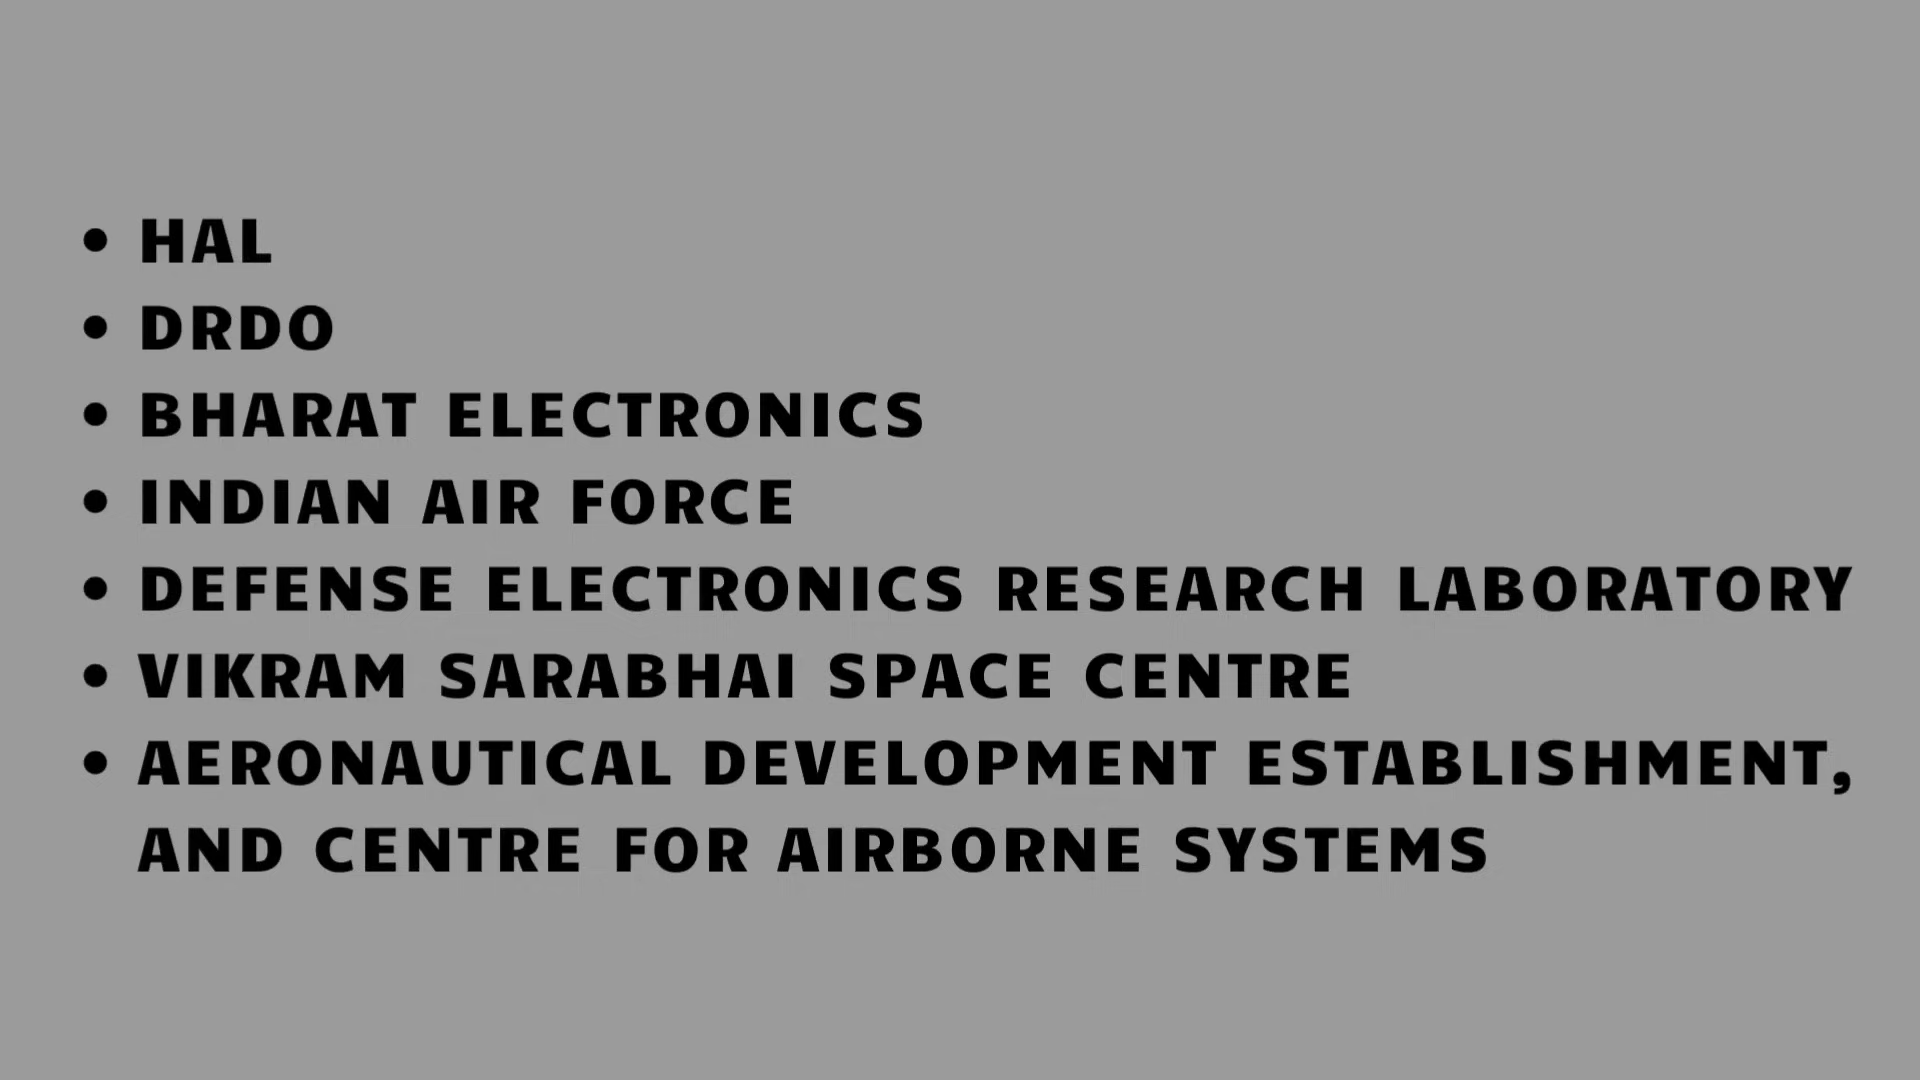 • HAL
• DRDO
• BHARAT ELECTRONICS
• INDIAN AIR FORCE
• DEFENSE ELECTRONICS RESEARCH LABORATORY
• VIKRAM SARABHAI SPACE CENTRE
• AERONAUTICAL DEVELOPMENT ESTABLISHMENT,
AND CENTRE FOR AIRBORNE SYSTEMS